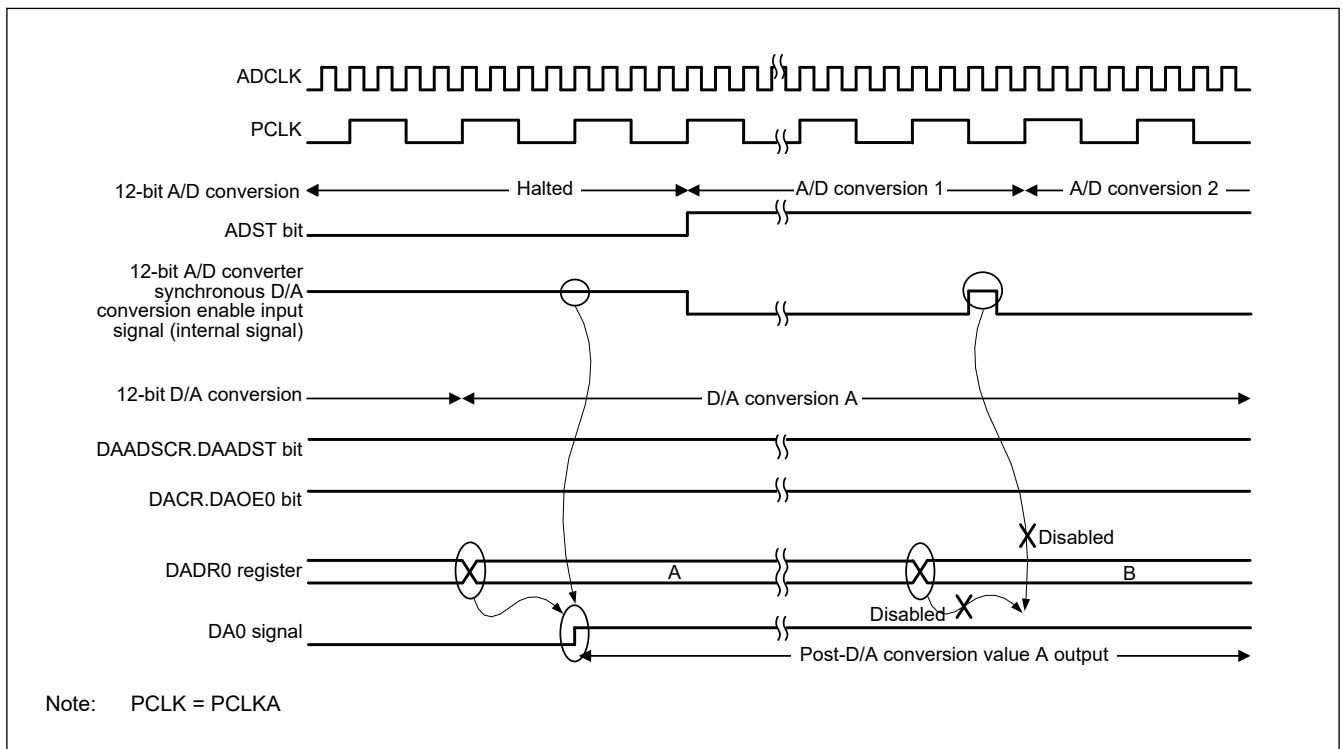 ADCLK
PCLK
12-bit A/D conversion
Halted
A/D conversion 1
A/D conversion 2
ADST bit
12-bit A/D converter
synchronous D/A
conversion enable input
signal (internal signal)
12-bit D/A conversion
D/A conversion A
DAADSCR.DAADST bit
DACR.DAOE0 bit
Disabled
DADR0 register
A
B
Disabled
DA0 signal
Post-D/A conversion value A output
Note: PCLK = PCLKA